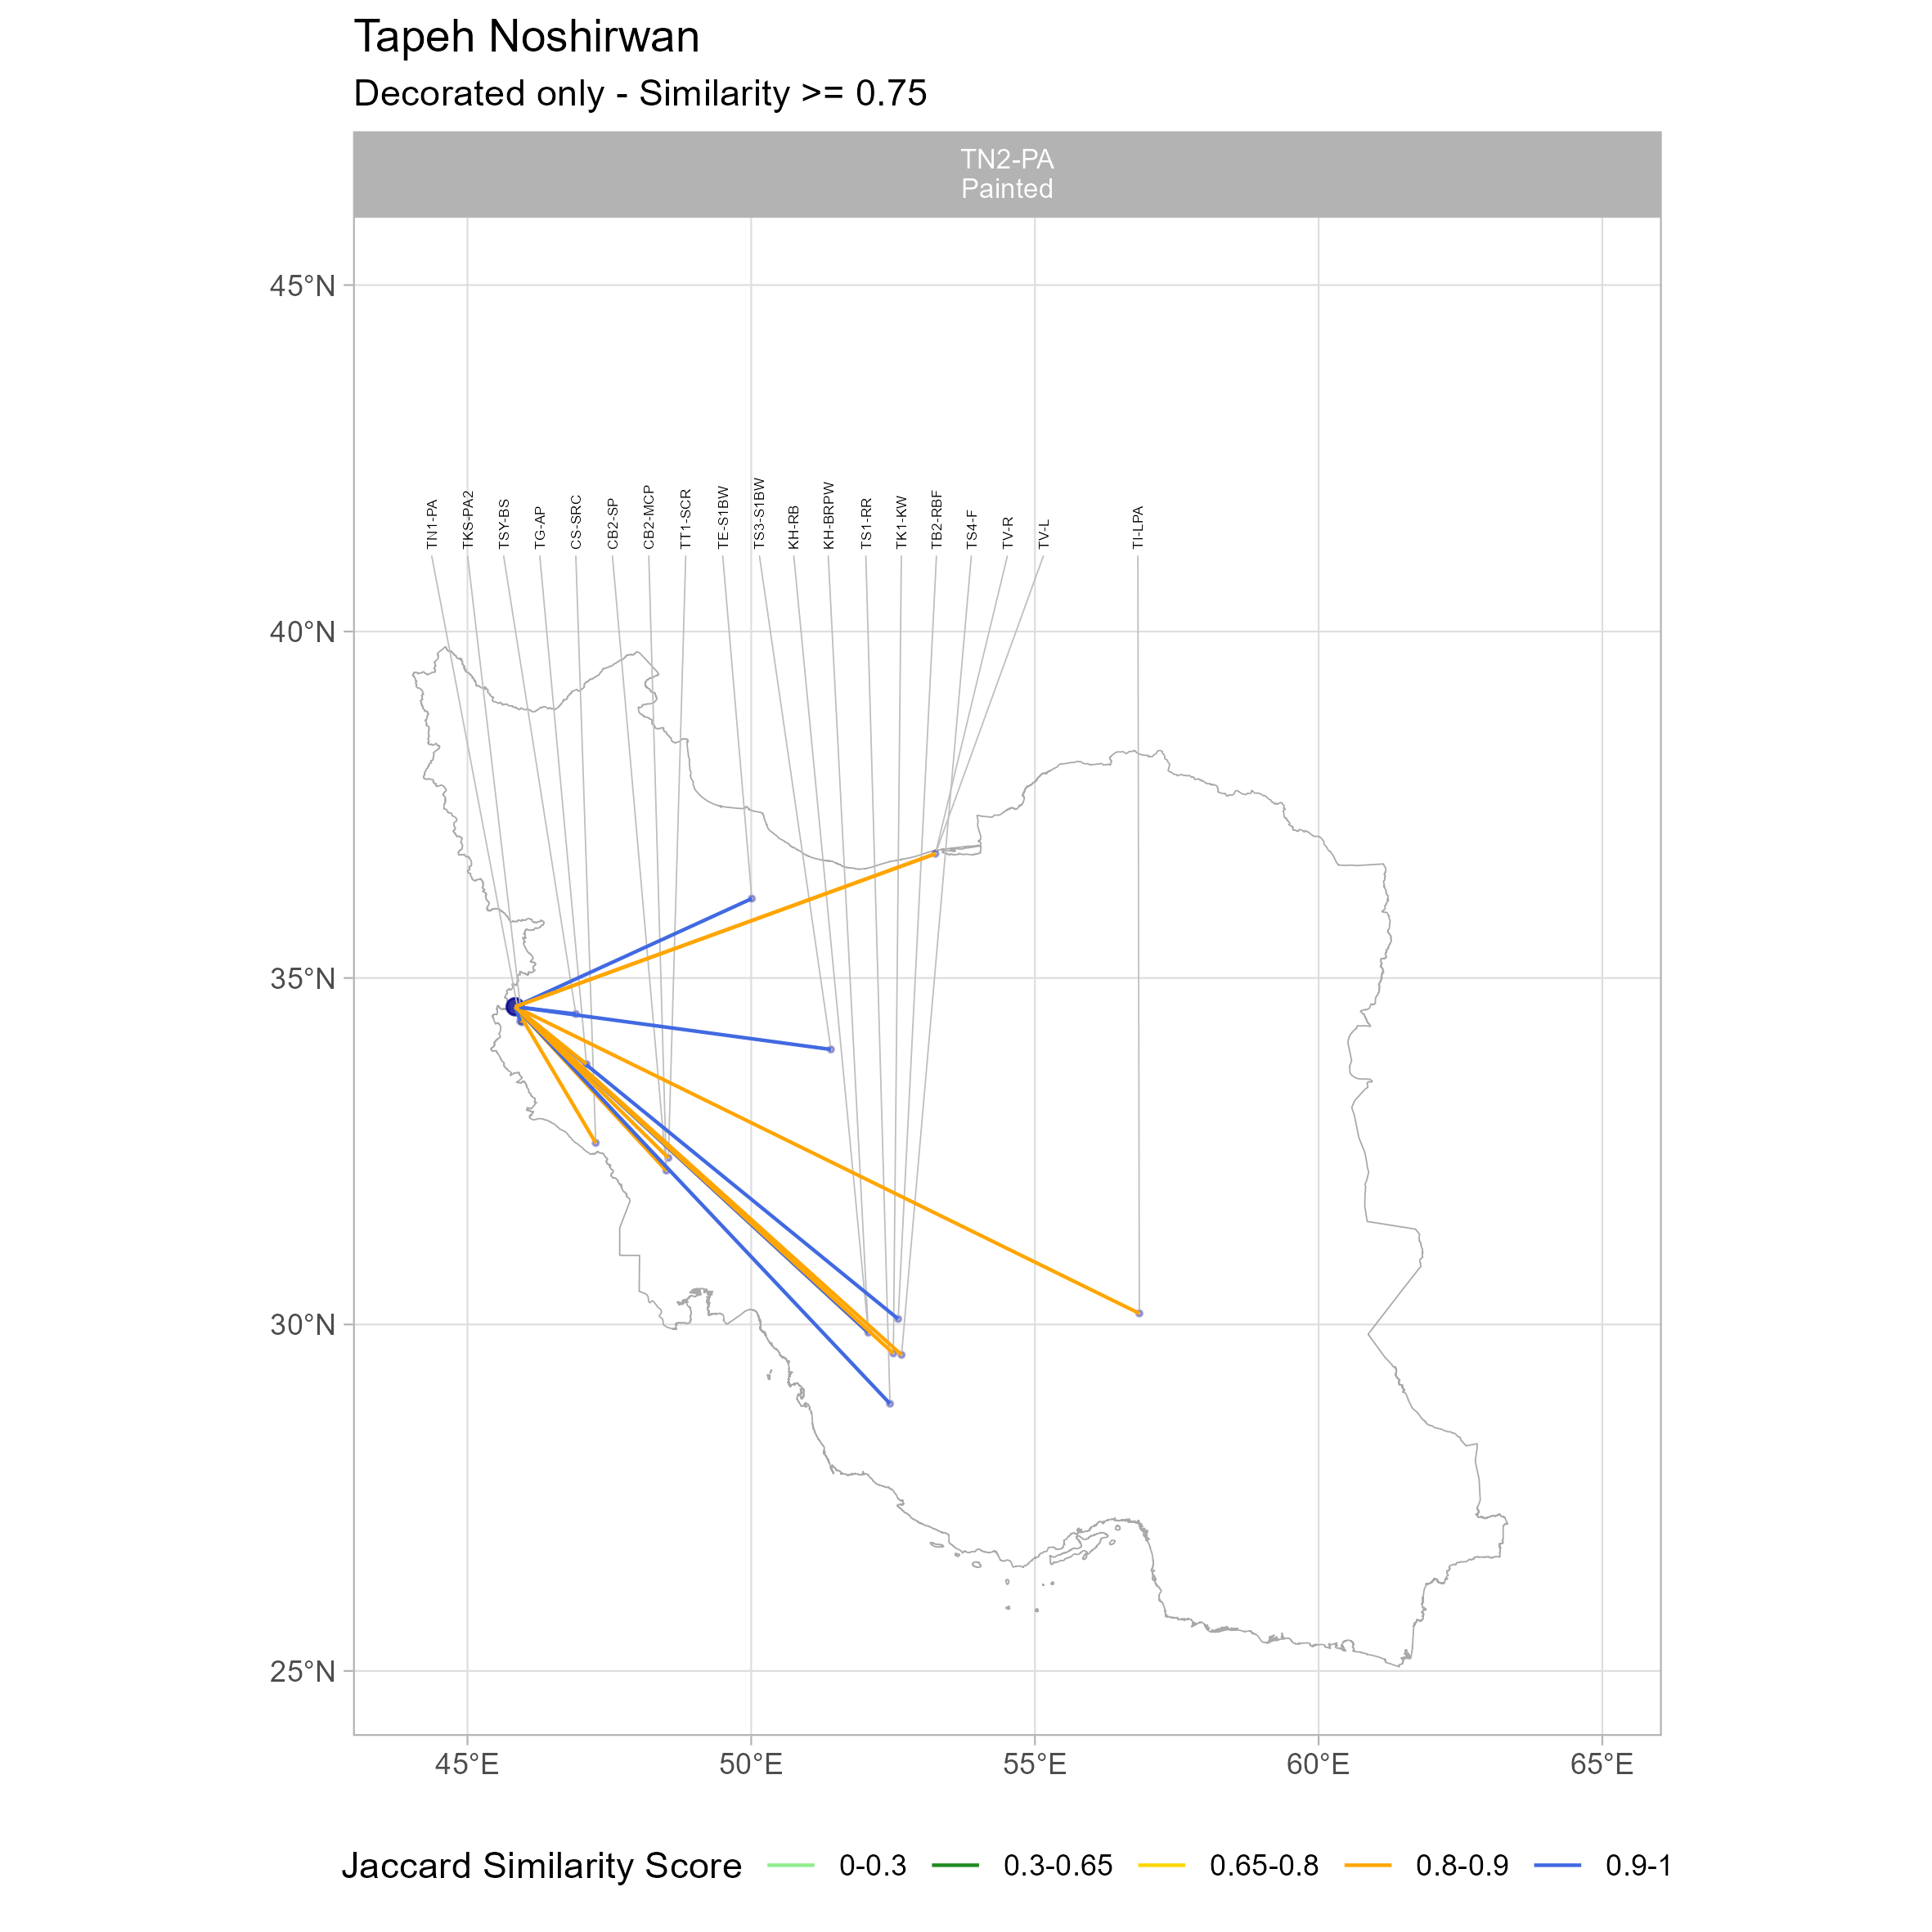 Tapeh Noshirwan
Decorated only - Similarity >= 0.75
TN2-PA
Painted
45°N
40°N
35°N
30°N
25°N
TN1-PA
TKS-PA2
TSY-BS
TG-AP
CS-SRC
CB2-SP
CB2-MCP
TT1-SCR
TE-S1BW
TS3-S1BW
KH-RB
KH-BRPW
TS1-RR
TK1-KW
TB2-RBF
TS4-F
TV-R
TV-L
TI-LPA
45°E 50°E 55°E 60°E 65°E
Jaccard Similarity Score 0-0.3 0.3-0.65 0.65-0.8 0.8-0.9 0.9-1